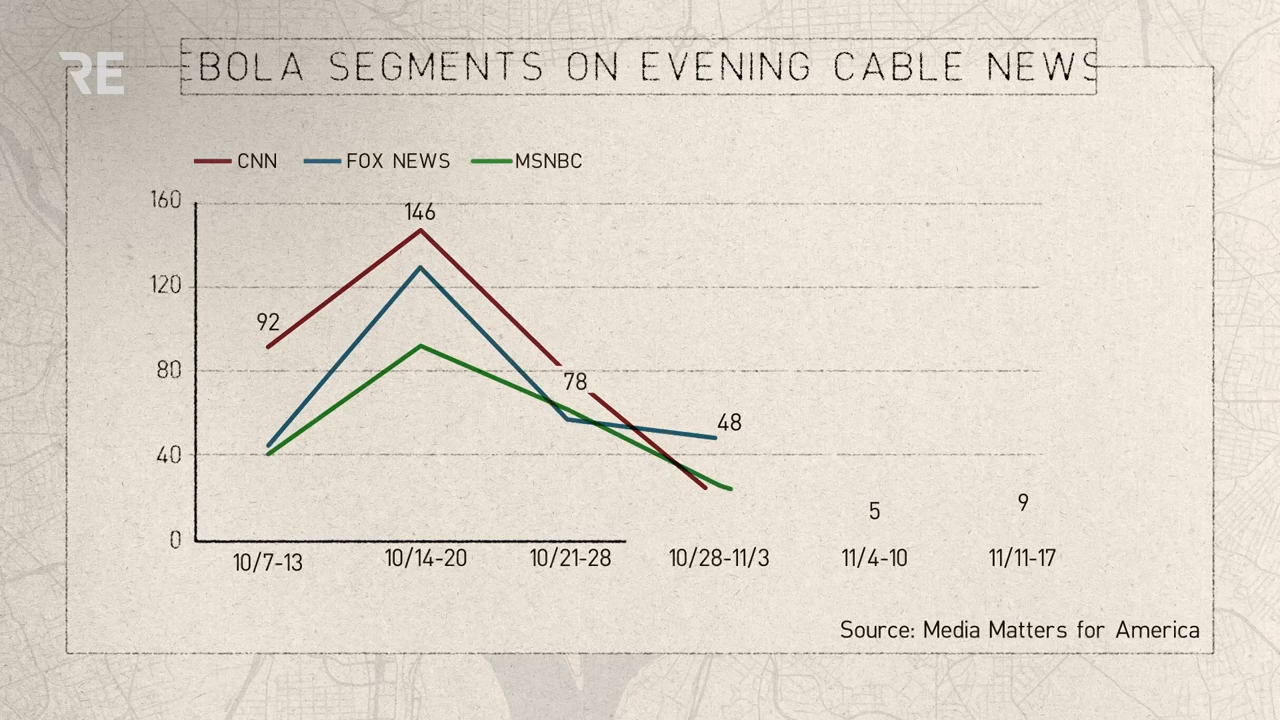 RE
EBOLA SEGMENTS ON EVENING CABLE NEWS
CNN FOX NEWS MSNBC
160
146
120
92
80
78
48
40
5
9
0
10/7-13 10/14-20 10/21-28 10/28-11/3 11/4-10 11/11-17
Source: Media Matters for America